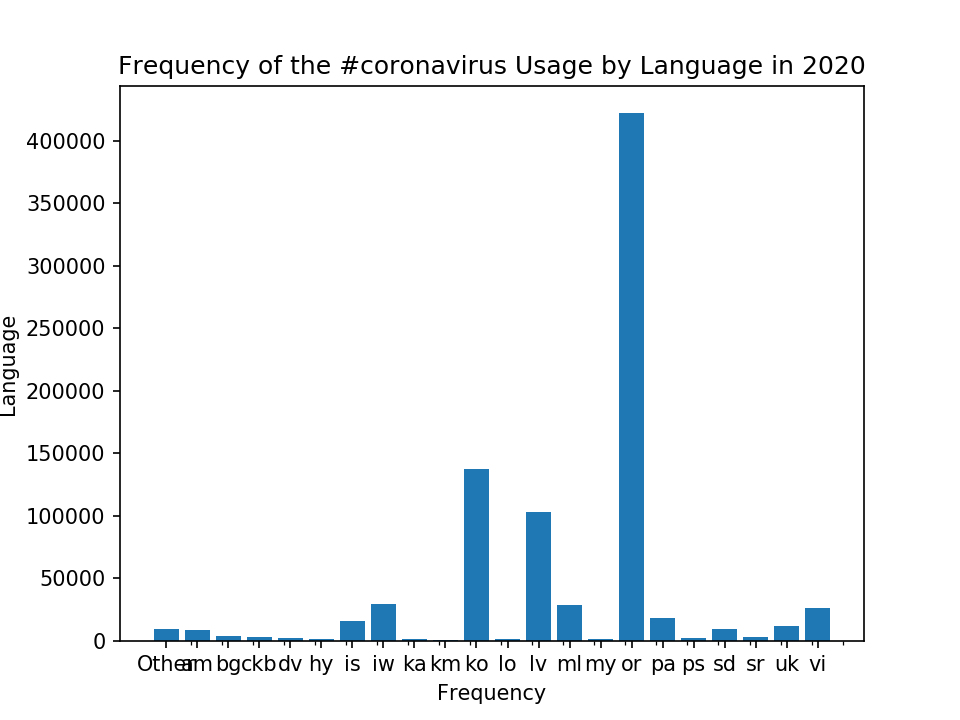 Frequency of the #coronavirus Usage by Language in 2020
400000
350000
300000
250000
200000
150000
100000
50000
0
Language
Other am bg ckb dv hy is iw ka km ko lo lv ml my or pa ps sd sr uk vi
Frequency